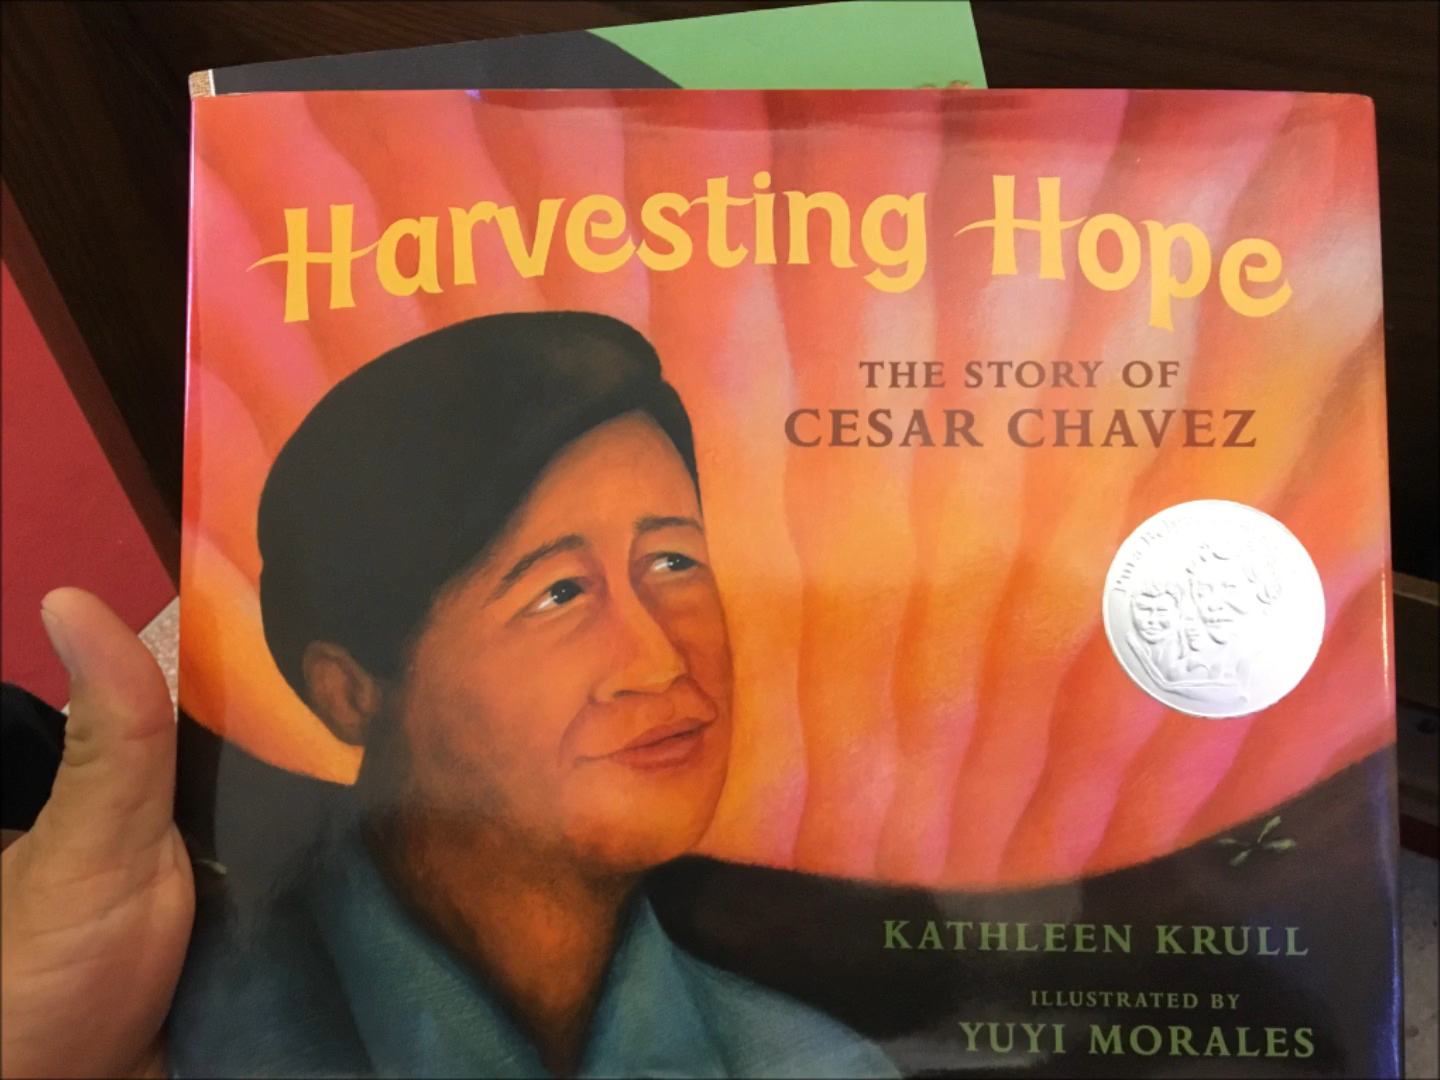 Harvesting Hope
THE STORY OF
CESAR CHAVEZ
KATHLEEN KRULL
ILLUSTRATED BY
YUYI MORALES